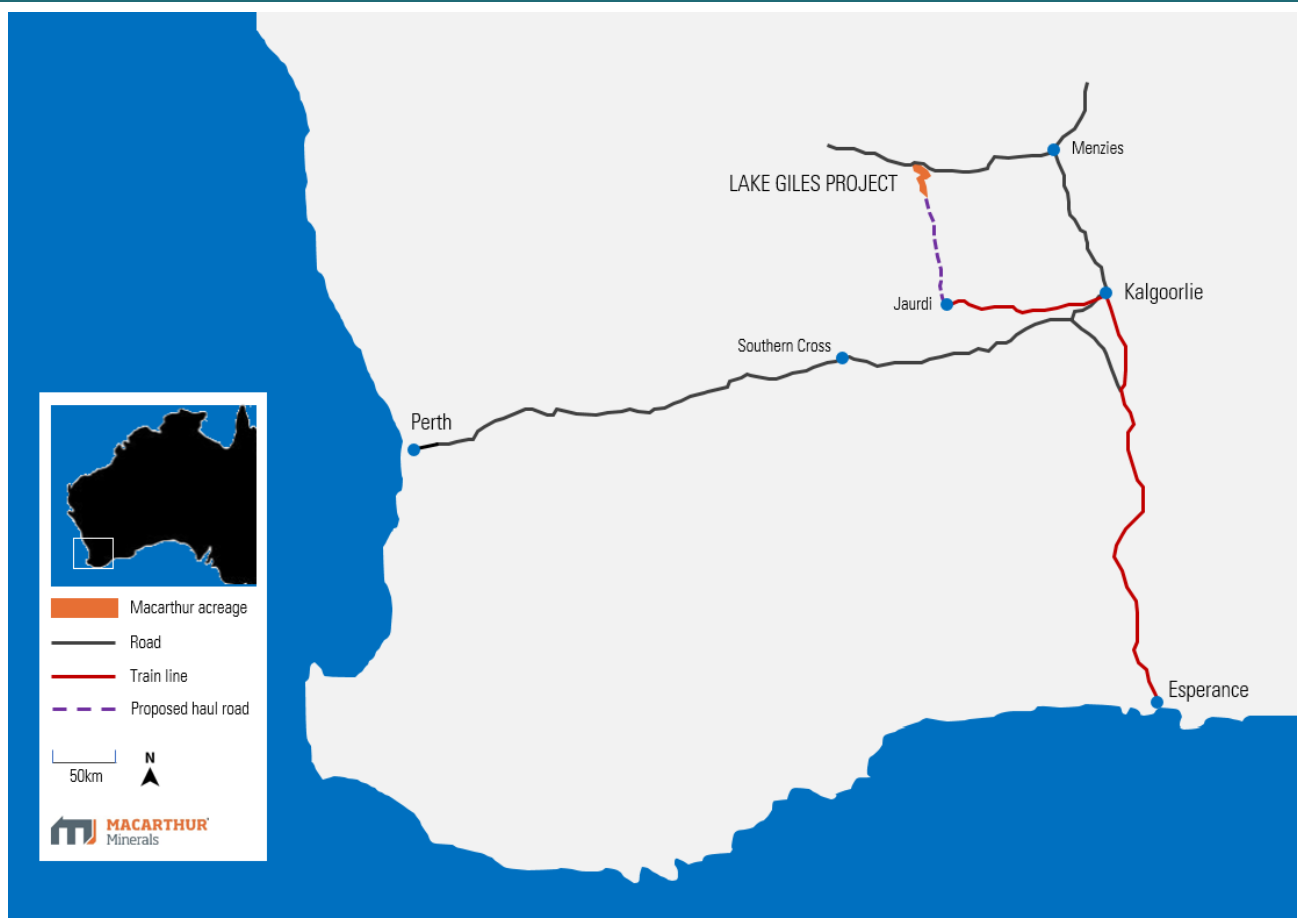 Menzies
LAKE GILES PROJECT
Kalgoorlie
Jaurdi
Southern Cross
Perth
Esperance
Macarthur acreage
Road
Train line
Proposed haul road
N
50km
MACARTHUR
Minerals